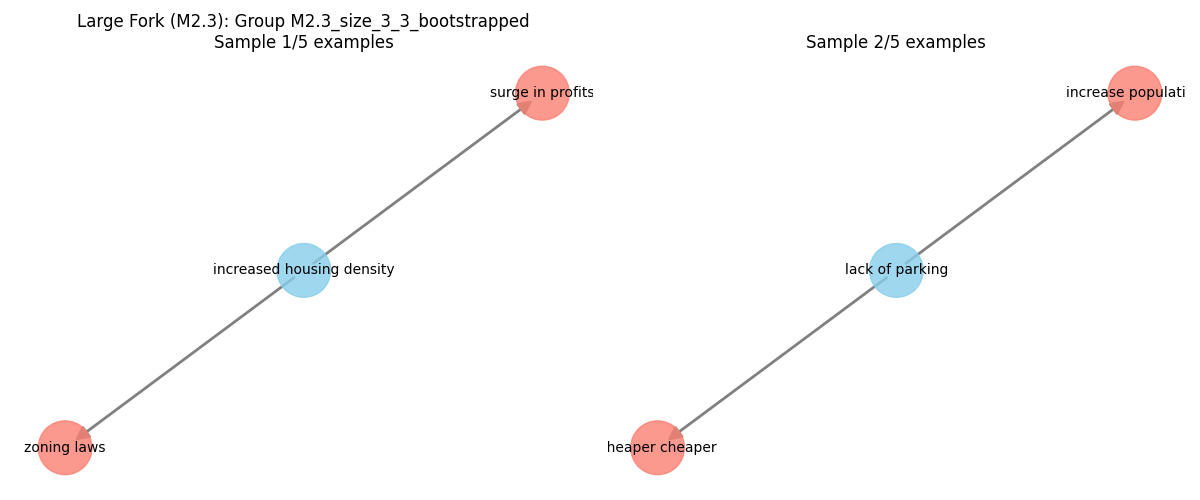 Large Fork (M2.3): Group M2.3_size_3_3_bootstrapped
Sample 1/5 examples
Sample 2/5 examples
surge in profits
increase populati
increased housing density
lack of parking
zoning laws
heaper cheaper